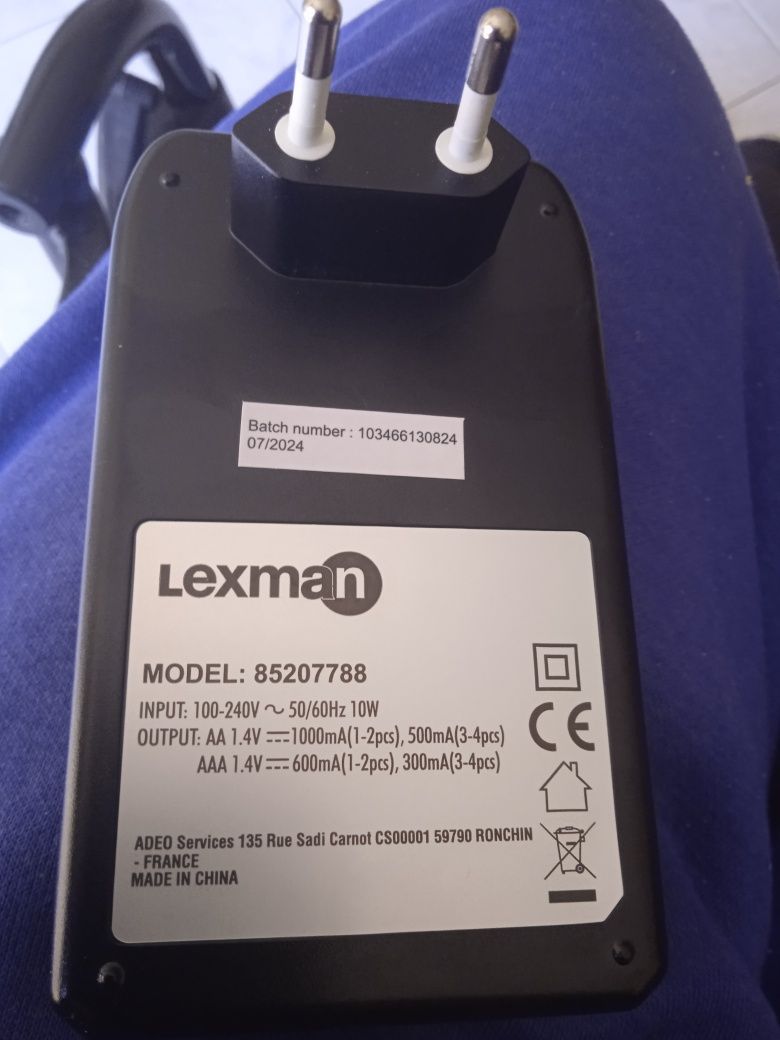 Batch number : 103466130824
07/2024
Lexman
MODEL: 85207788
INPUT: 100-240V ~ 50/60Hz 10W
OUTPUT: AA 1.4V ⎓1000mA(1-2pcs), 500mA(3-4pcs)
AAA 1.4V ⎓600mA(1-2pcs), 300mA(3-4pcs)
CE
ADEO Services 135 Rue Sadi Carnot CS00001 59790 RONCHIN
- FRANCE
MADE IN CHINA